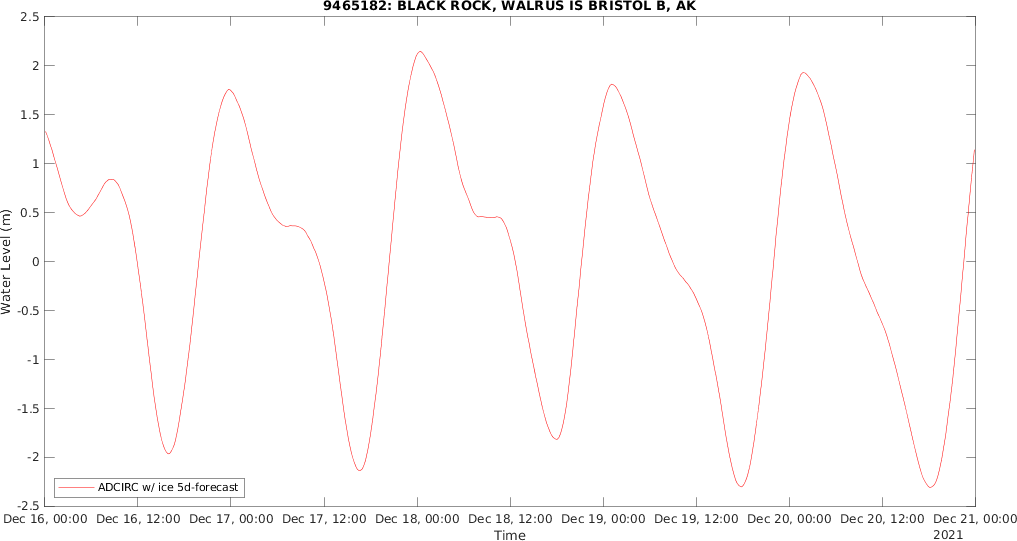 9465182: BLACK ROCK, WALRUS IS BRISTOL B, AK
2.5
2
1.5
1
0.5
0
-0.5
-1
-1.5
-2
-2.5
Water Level (m)
ADCIRC w/ ice 5d-forecast
Dec 16, 00:00 Dec 16, 12:00 Dec 17, 00:00 Dec 17, 12:00 Dec 18, 00:00 Dec 18, 12:00 Dec 19, 00:00 Dec 19, 12:00 Dec 20, 00:00 Dec 20, 12:00 Dec 21, 00:00
Time
2021